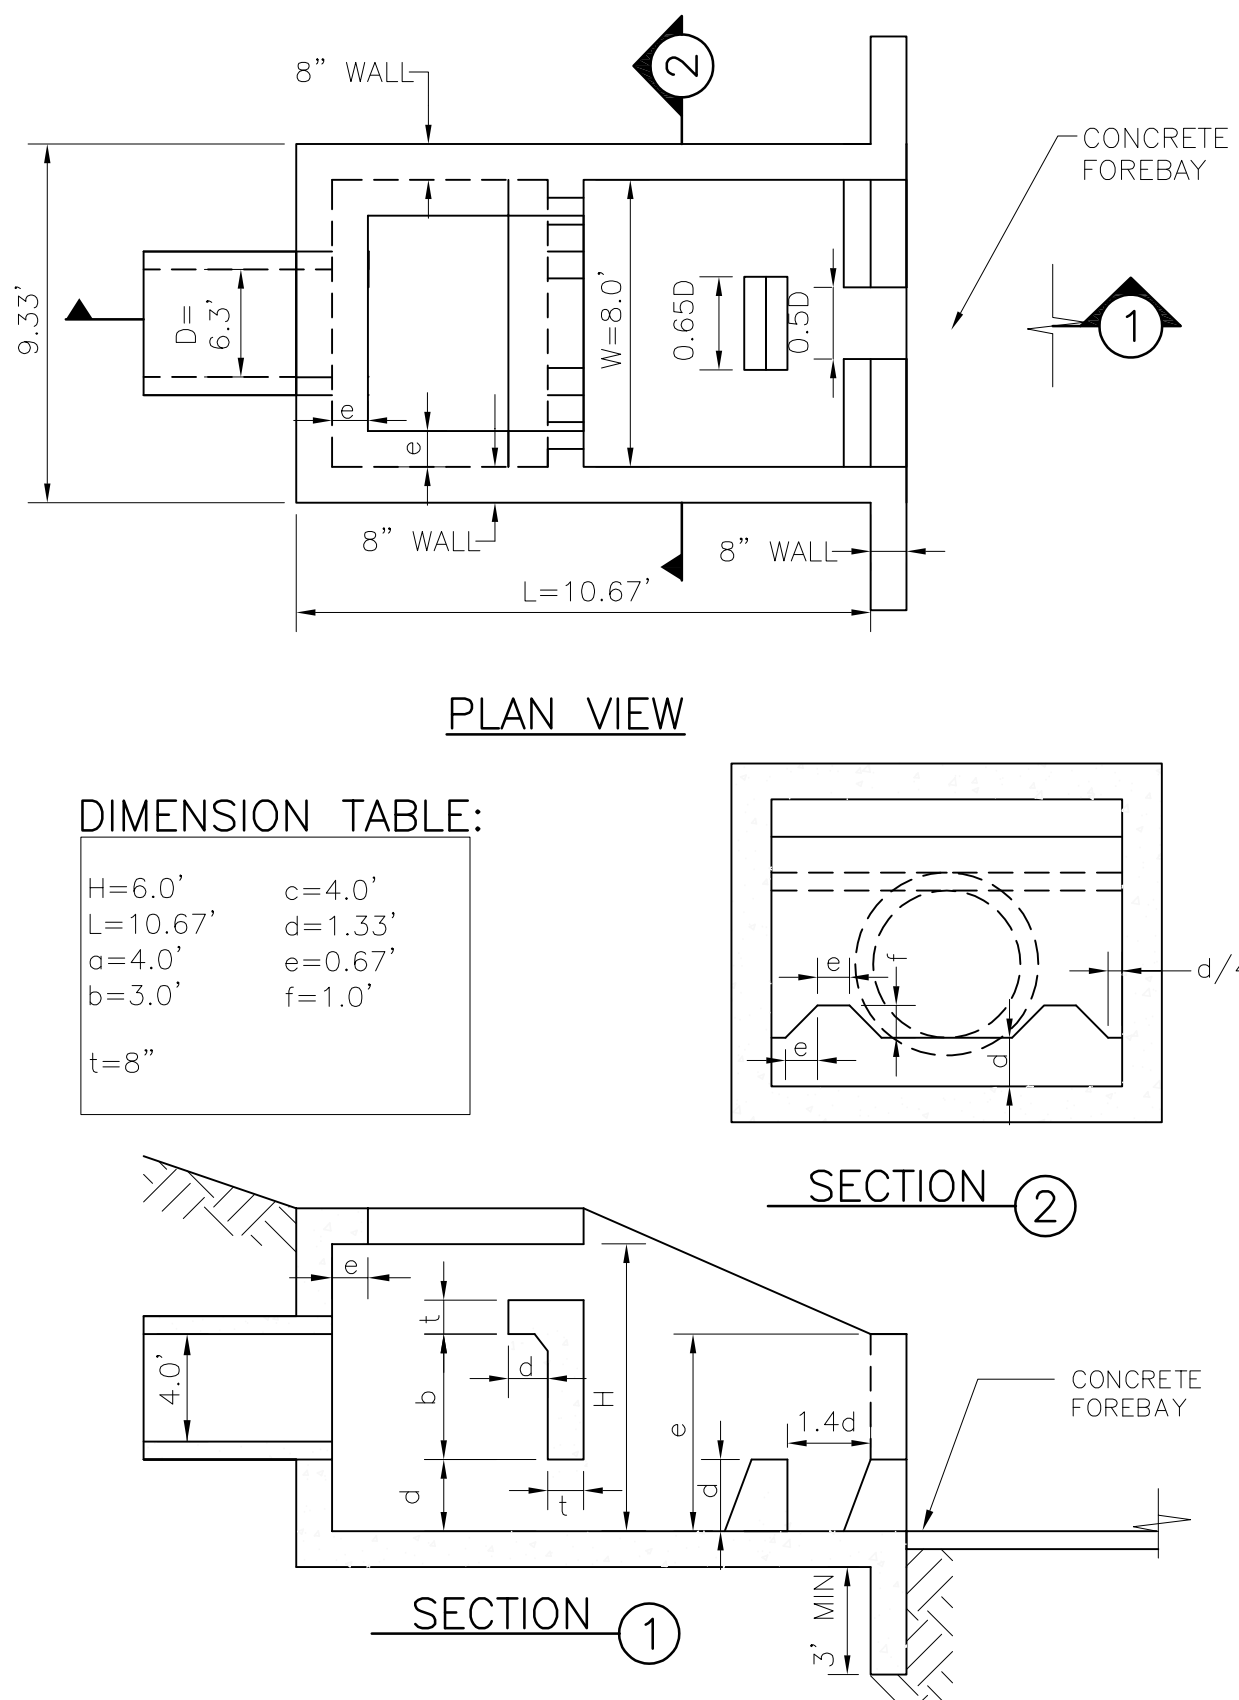 2
8” WALL
CONCRETE
FOREBAY
9.33’
D=
6.3’
W=8.0’
0.65D
0.5D
1
e
e
8” WALL
8” WALL
L=10.67’
PLAN VIEW
DIMENSION TABLE:
H=6.0’ c=4.0’
L=10.67’ d=1.33’
a=4.0’ e=0.67’
b=3.0’ f=1.0’
t=8”
e
f
d/4
e
d
SECTION 2
e
t
4.0’
d
b
H
e
1.4d
CONCRETE
FOREBAY
d
t
d
SECTION 1
3’ MIN